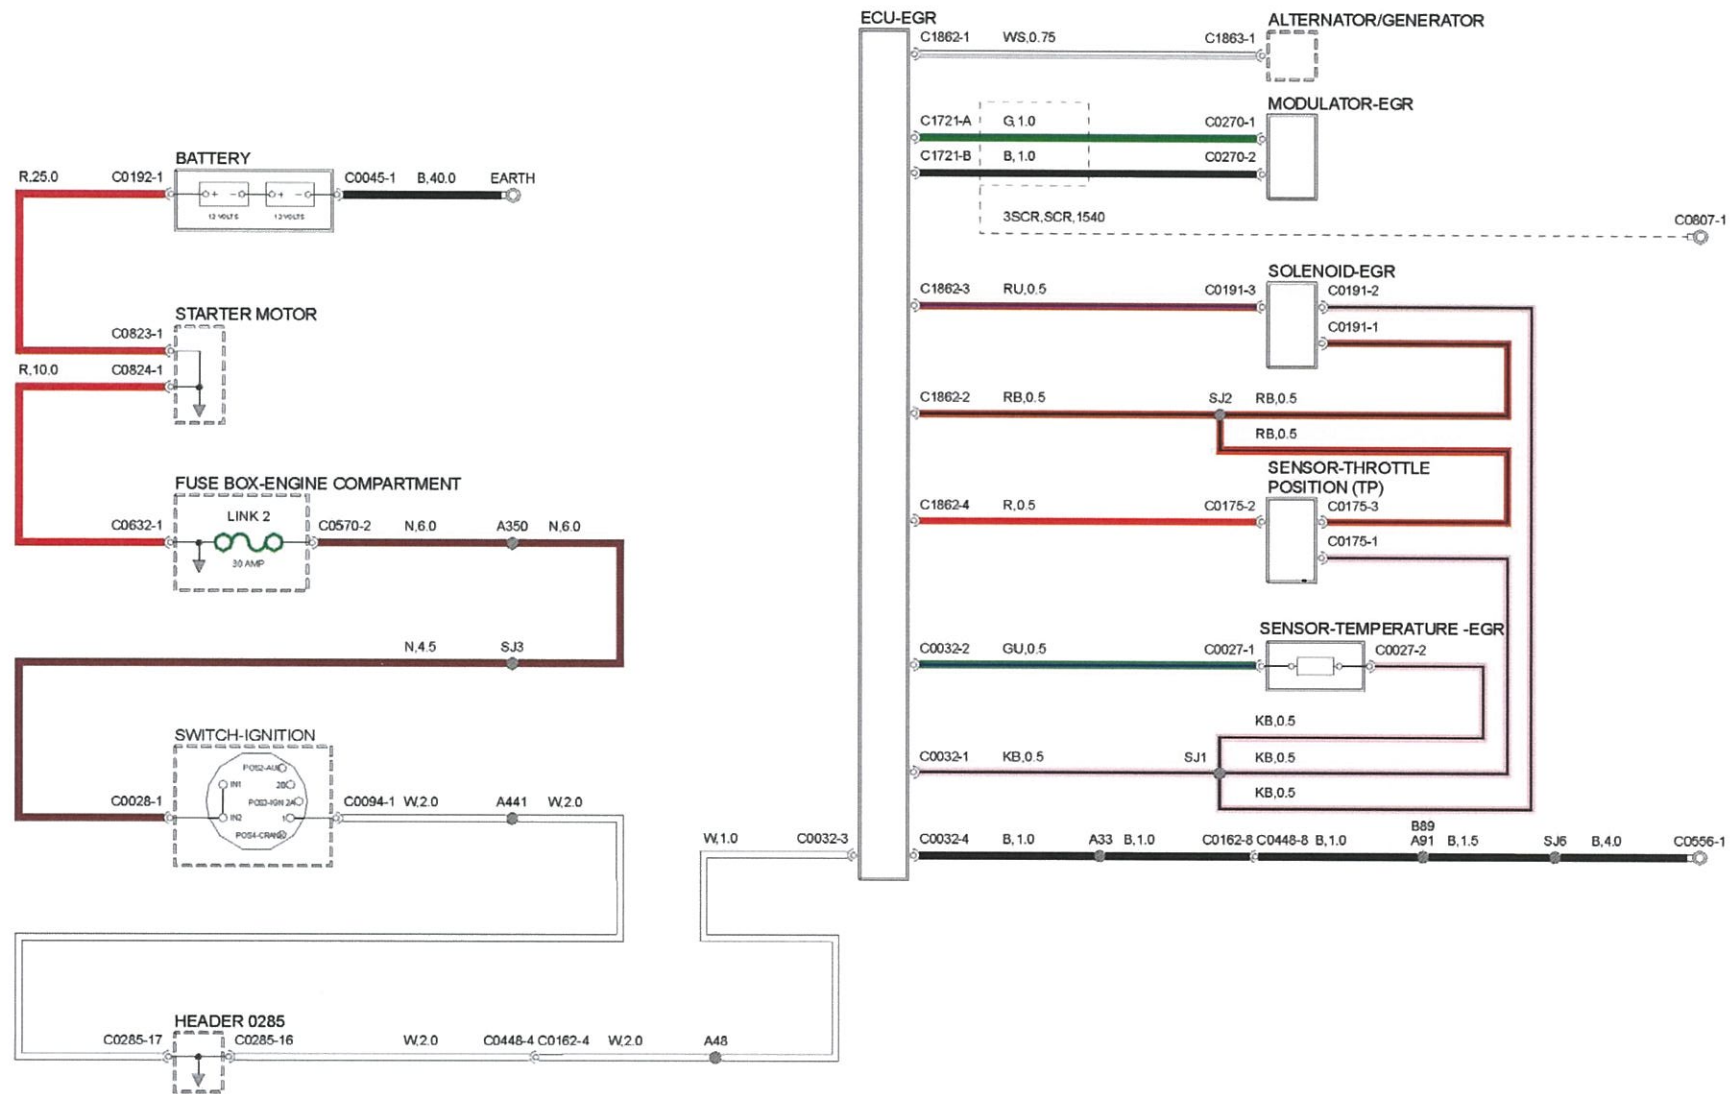 BATTERY
R.25.0 C0192-1 C0045-1 B,40.0 EARTH
12 VOLTS 12 VOLTS
STARTER MOTOR
C0823-1
R,10.0 C0824-1
FUSE BOX-ENGINE COMPARTMENT
LINK 2
C0632-1 C0570-2 N,6.0 A350 N,6.0
30 AMP
N,4.5 SJ3
SWITCH-IGNITION
POS2-AUX
IN1 2B
POS3-IGN 2A
C0028-1 IN2 1 C0094-1 W,2.0 A441 W,2.0
W,1.0 C0032-3
HEADER 0285
C0285-17 C0285-16 W,2.0 C0448-4 C0162-4 W,2.0 A48
ECU-EGR
ALTERNATOR/GENERATOR
C1862-1 WS,0.75 C1863-1
MODULATOR-EGR
C1721-A G,1.0 C0270-1
C1721-B B,1.0 C0270-2
3SCR,SCR,1540 C0807-1
SOLENOID-EGR
C1862-3 RU,0.5 C0191-3 C0191-2
C0191-1
C1862-2 RB,0.5 SJ2 RB,0.5
RB,0.5
SENSOR-THROTTLE
POSITION (TP)
C1862-4 R,0.5 C0175-2 C0175-3
C0175-1
SENSOR-TEMPERATURE -EGR
C0032-2 GU,0.5 C0027-1 C0027-2
KB,0.5
C0032-1 KB,0.5 SJ1 KB,0.5
KB,0.5
B89
C0032-4 B,1.0 A33 B,1.0 C0162-8 C0448-8 B,1.0 A91 B,1.5 SJ6 B,4.0 C0556-1